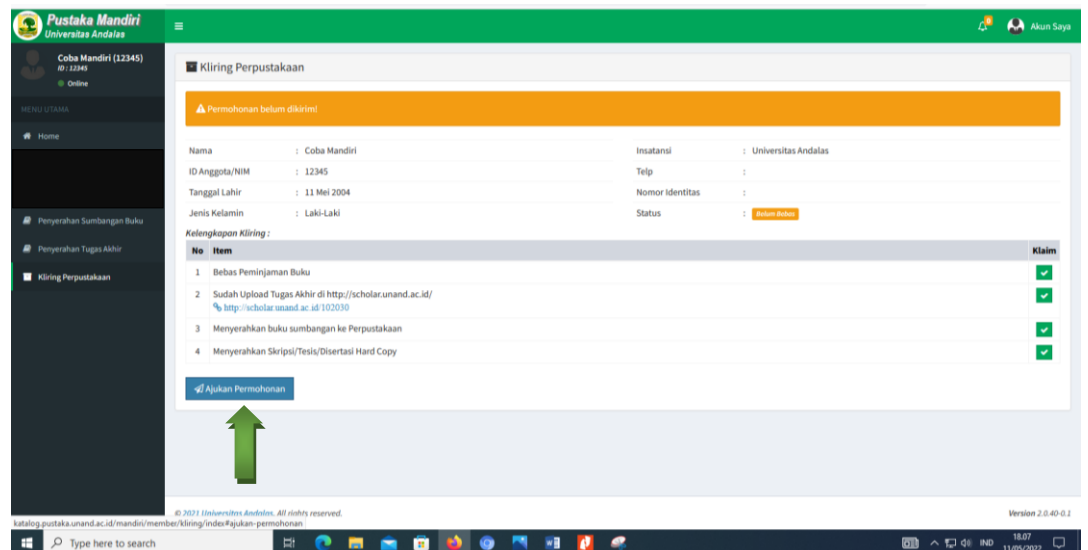 Pustaka Mandiri
Universitas Andalas
Akun Saya
Coba Mandiri (12345)
ID : 12345
Online
MENU UTAMA
Home
Penyerahan Sumbangan Buku
Penyerahan Tugas Akhir
Kliring Perpustakaan
Kliring Perpustakaan
Permohonan belum dikirim!
Nama : Coba Mandiri
ID Anggota/NIM : 12345
Tanggal Lahir : 11 Mei 2004
Jenis Kelamin : Laki-Laki
Insatansi : Universitas Andalas
Telp :
Nomor Identitas :
Status : Belum Bebas
Kelengkapan Kliring :
No Item Klaim
1 Bebas Peminjaman Buku
2 Sudah Upload Tugas Akhir di http://scholar.unand.ac.id/
http://scholar.unand.ac.id/102030
3 Menyerahkan buku sumbangan ke Perpustakaan
4 Menyerahkan Skripsi/Tesis/Disertasi Hard Copy
Ajukan Permohonan
© 2021 Universitas Andalas. All rights reserved.
Version 2.0.40-0.1
katalog.pustaka.unand.ac.id/mandiri/member/kliring/index#ajukan-permohonan
Type here to search
IND
18.07
11/05/2022